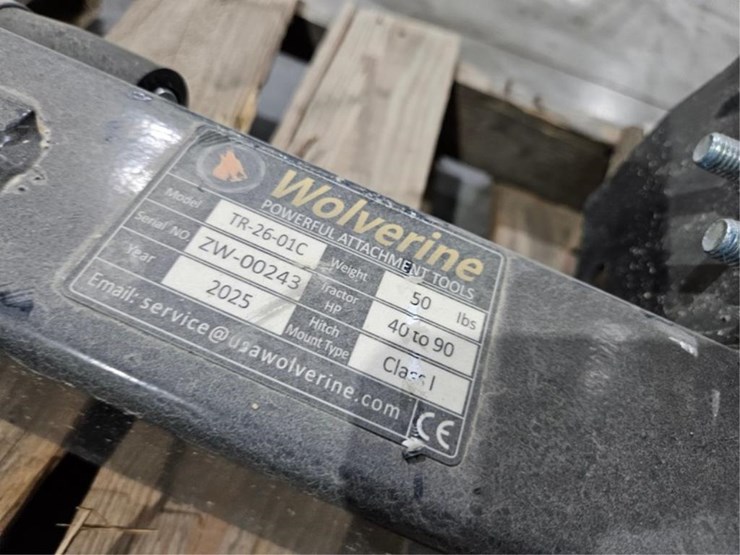 Wolverine
POWERFUL ATTACHMENT TOOLS
Model TR-26-01C Weight 50 lbs
Serial NO ZW-00243 Tractor HP 40 to 90
Year 2025 Hitch Mount Type Class I
Email: service@usawolverine.com CE